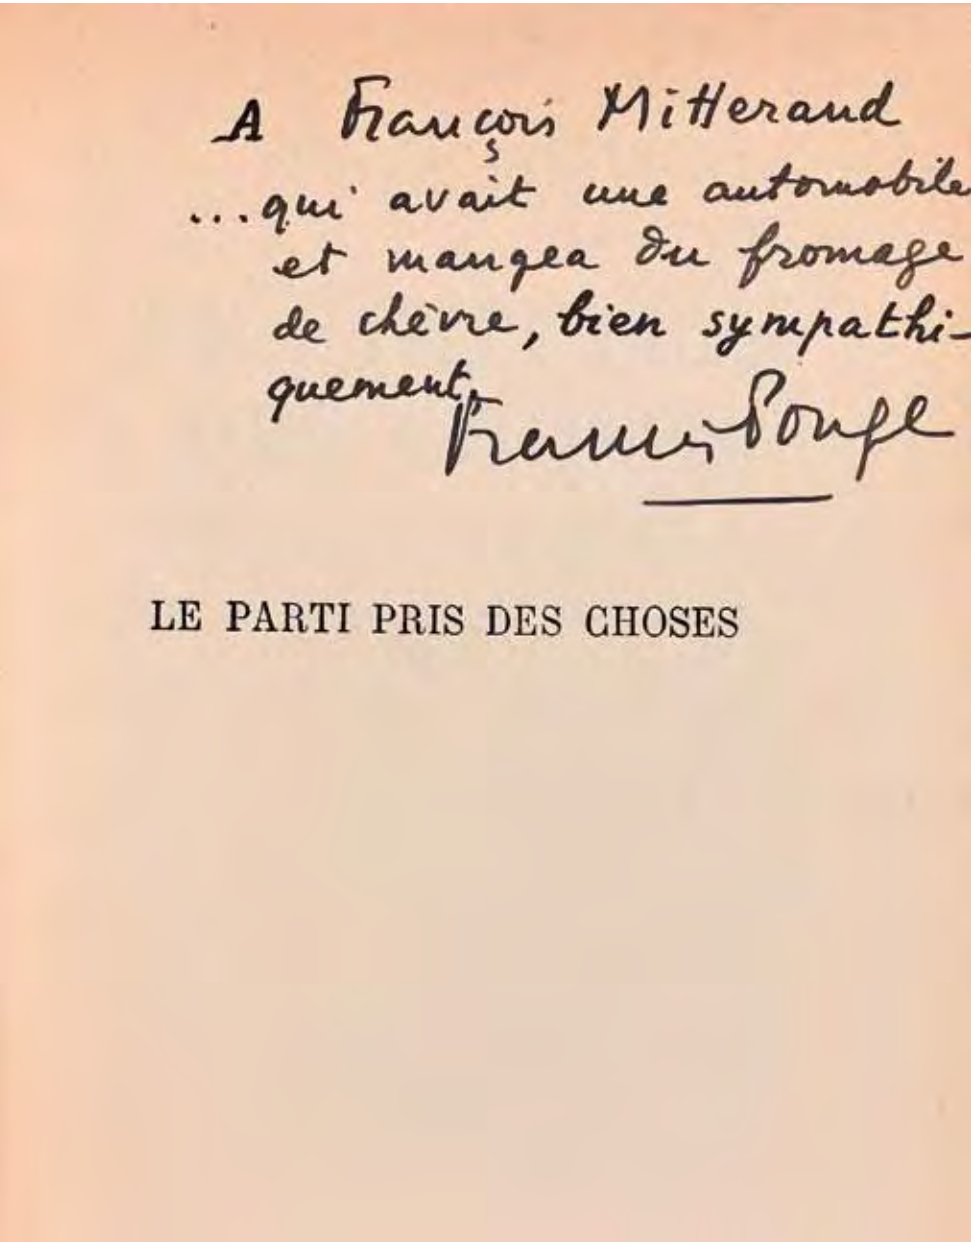 A François Mitterand
...qui avait une automobile
et mangea du fromage
de chèvre, bien sympathi-
quement,
Francis Ponge
LE PARTI PRIS DES CHOSES